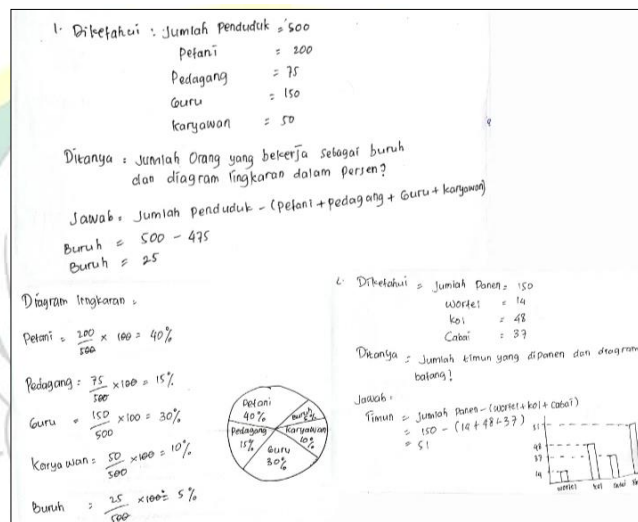 1. Diketahui : Jumlah Penduduk = 500
Petani = 200
Pedagang = 75
Guru = 150
Karyawan = 50
Ditanya : Jumlah Orang yang bekerja sebagai buruh
dan diagram lingkaran dalam persen?
Jawab : Jumlah Penduduk - (Petani + pedagang + Guru + karyawan)
Buruh = 500 - 475
Buruh = 25
Diagram lingkaran :
Petani = 200/500 × 100 = 40%
Pedagang : 75/500 × 100 = 15%
Guru = 150/500 × 100 = 30%
Karyawan = 50/500 × 100 = 10%
Buruh : 25/500 × 100 = 5%
Petani
40%
Buruh
Pedagang
15%
Karyawan
10%
Guru
30%
2. Diketahui = Jumlah Panen = 150
Wortel = 14
Kol = 48
Cabai = 37
Ditanya : Jumlah timun yang dipanen dan diagram
batang!
Jawab :
Timun = Jumlah Panen - (wortel + kol + cabai)
= 150 - (14 + 48 + 37)
= 51
51
48
37
14
wortel kol cabai